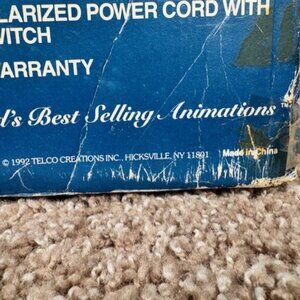 LARIZED POWER CORD WITH
WITCH
ARRANTY
d's Best Selling Animations™
© 1992 TELCO CREATIONS INC., HICKSVILLE, NY 11801 Made in China